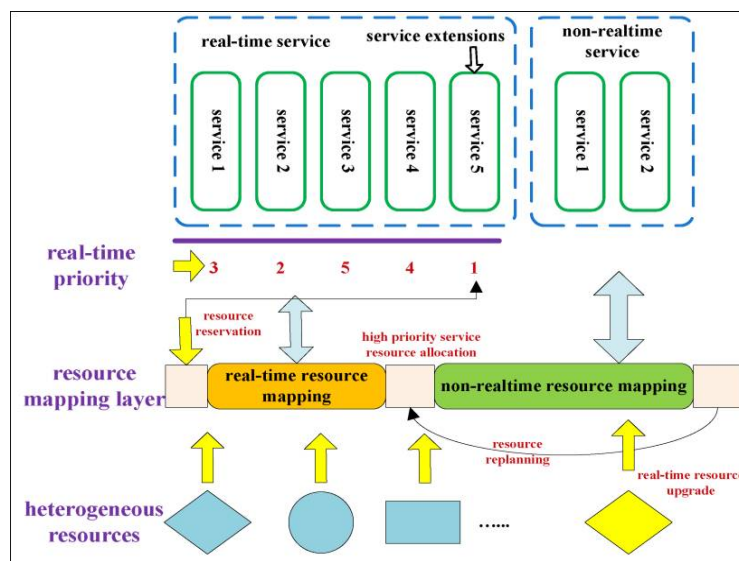 real-time service
service extensions
non-realtime
service
service 1
service 2
service 3
service 4
service 5
service 1
service 2
real-time
priority
3 2 5 4 1
resource
reservation
high priority service
resource allocation
resource
mapping layer
real-time resource
mapping
non-realtime resource mapping
resource
replanning
real-time resource
upgrade
heterogeneous
resources
......